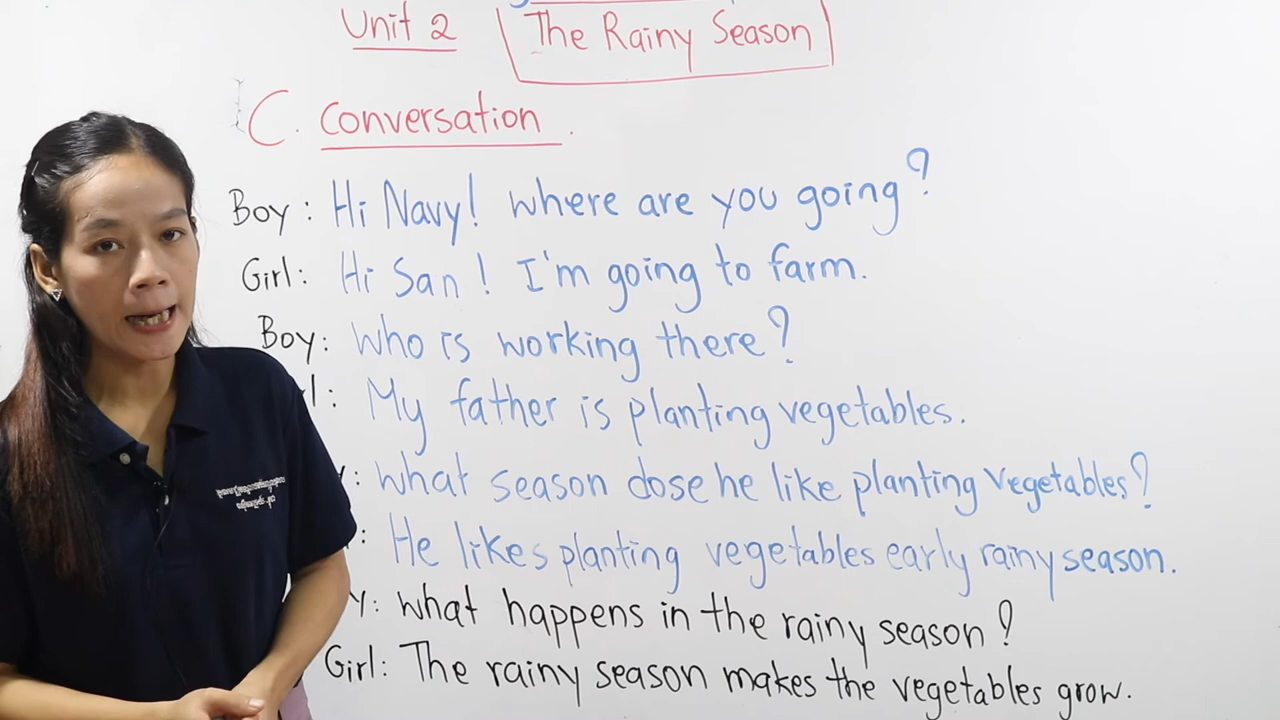 Unit 2 The Rainy Season
C. Conversation.
Boy: Hi Navy! where are you going?
Girl: Hi San! I'm going to farm.
Boy: Who is working there?
l: My father is planting vegetables.
: What season dose he like planting vegetables?
: He likes planting vegetables early rainy season.
y: what happens in the rainy season?
Girl: The rainy season makes the vegetables grow.